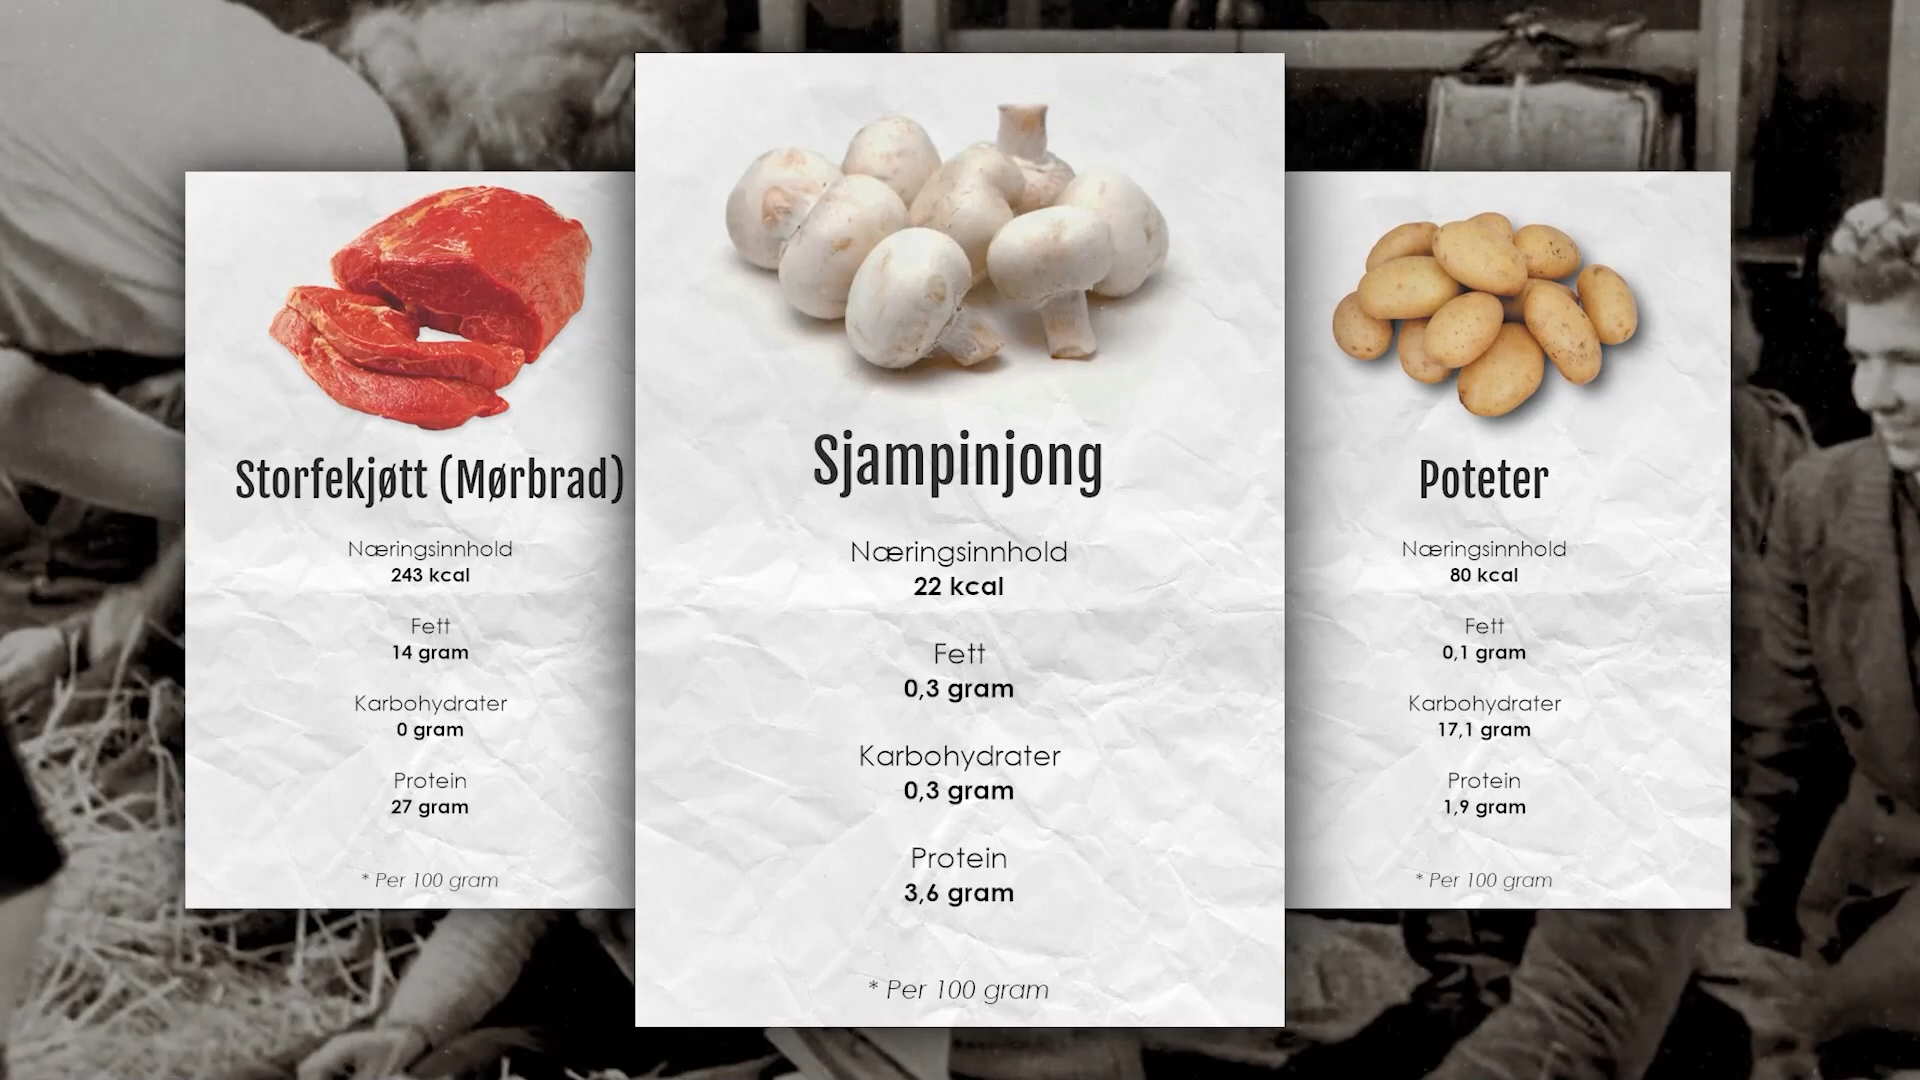 Storfekjøtt (Mørbrad)
Næringsinnhold
243 kcal
Fett
14 gram
Karbohydrater
0 gram
Protein
27 gram
* Per 100 gram
Sjampinjong
Næringsinnhold
22 kcal
Fett
0,3 gram
Karbohydrater
0,3 gram
Protein
3,6 gram
* Per 100 gram
Poteter
Næringsinnhold
80 kcal
Fett
0,1 gram
Karbohydrater
17,1 gram
Protein
1,9 gram
* Per 100 gram